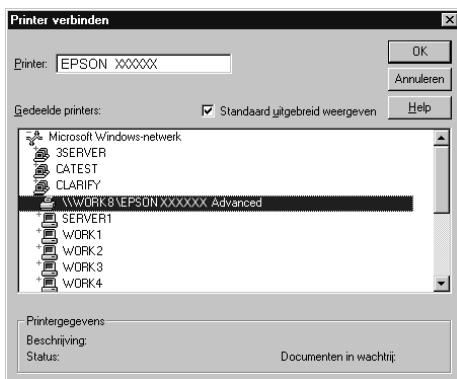 Printer verbinden
Printer: EPSON XXXXXX
OK
Annuleren
Help
Gedeelde printers:
Standaard uitgebreid weergeven
Microsoft Windows-netwerk
3SERVER
CATEST
CLARIFY
\\WORK8\EPSON XXXXXX Advanced
SERVER1
WORK1
WORK2
WORK3
WORK4
Printergegevens
Beschrijving:
Status:
Documenten in wachtrij: